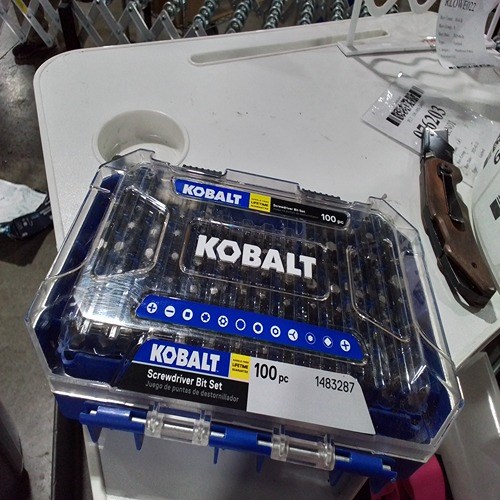 KOBALT
LIFETIME
Screwdriver Bit Set
100 pc
KOBALT
KOBALT
LIFETIME
100 pc
1483287
Screwdriver Bit Set
Juego de puntas de destornillador